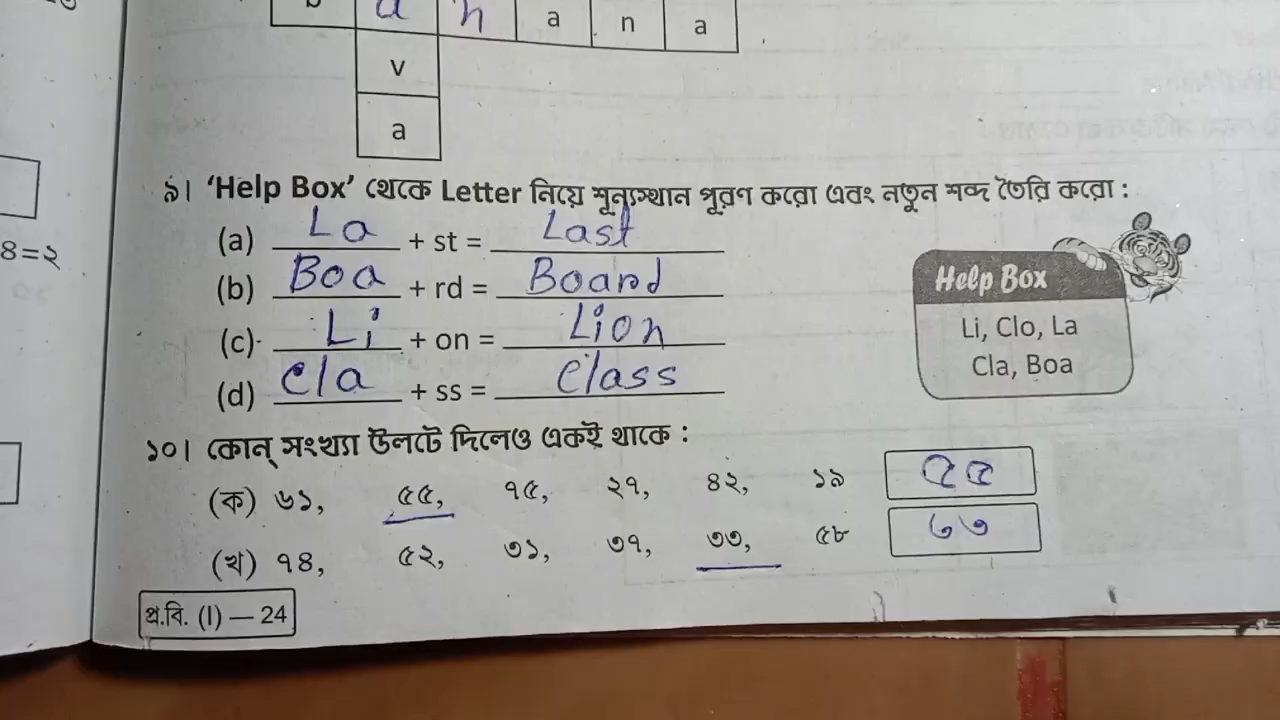 a n a n a
v
a
৯। ‘Help Box’ থেকে Letter নিয়ে শূন্যস্থান পূরণ করো এবং নতুন শব্দ তৈরি করো :
(a) La + st = Last
(b) Boa + rd = Board
(c) Li + on = Lion
(d) Cla + ss = Class
Help Box
Li, Clo, La
Cla, Boa
১০। কোন্ সংখ্যা উলটে দিলেও একই থাকে :
(ক) ৬১, ৫৫, ৭৫, ২৭, ৪২, ১৯ ৫৫
(খ) ৭৪, ৫২, ৩১, ৩৭, ৩৩, ৫৮ ৩৩
প্র.বি. (I) — 24
৪=২